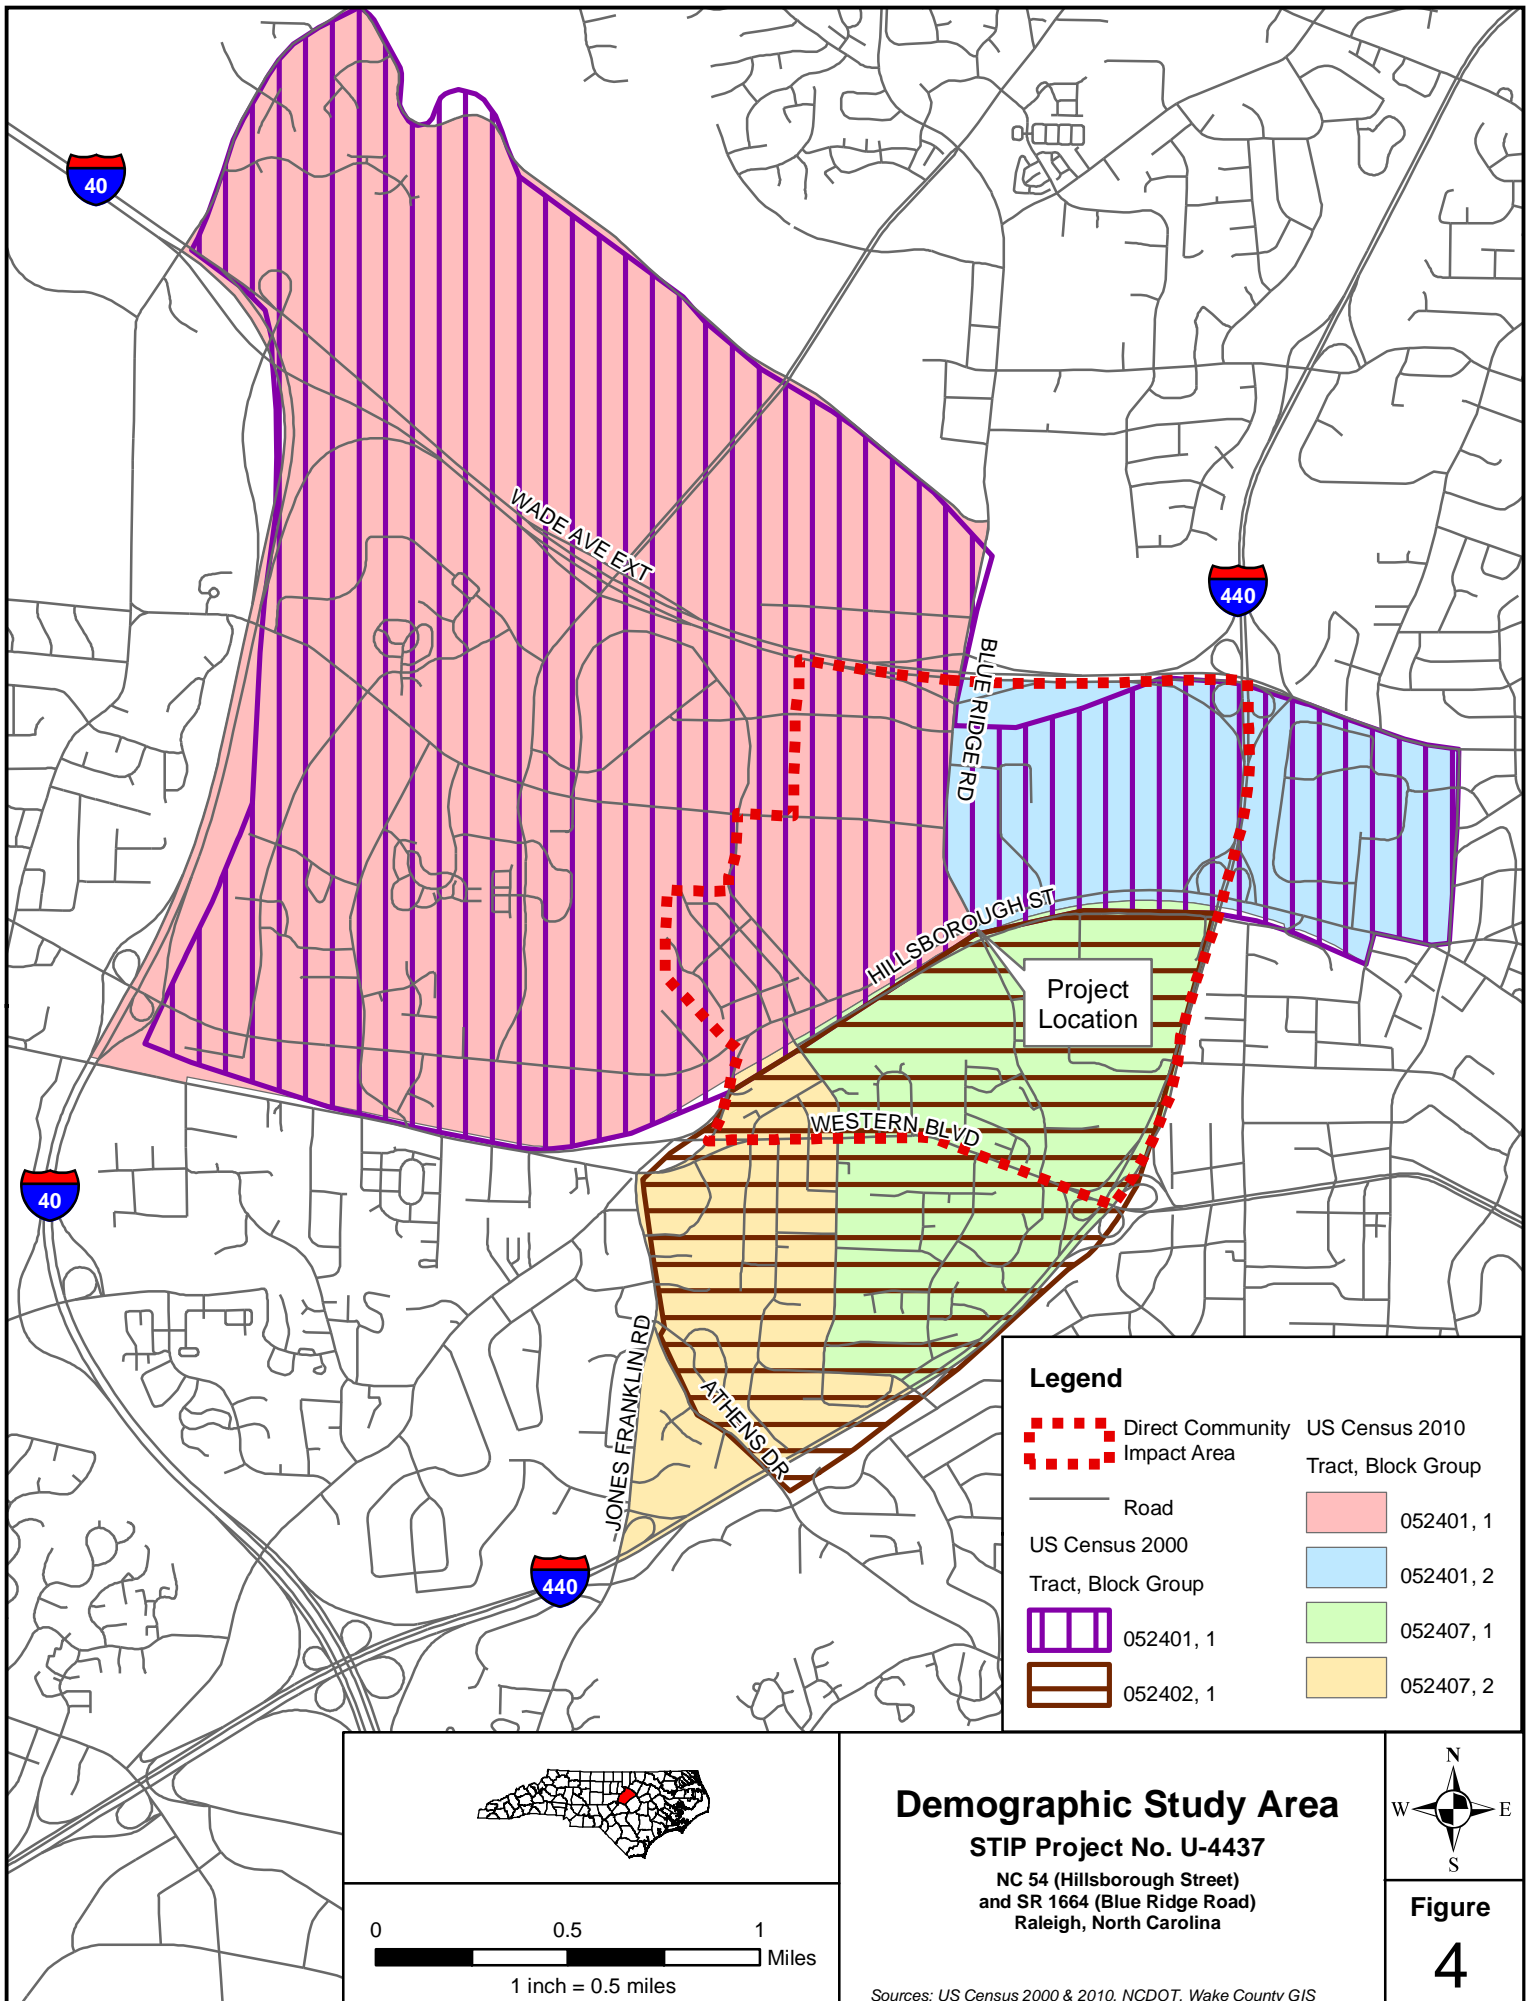 40
WADE AVE EXT
440
BLUE RIDGE RD
HILLSBOROUGH ST
Project
Location
WESTERN BLVD
40
JONES FRANKLIN RD
ATHENS DR
440
Legend
Direct Community
Impact Area
Road
US Census 2000
Tract, Block Group
052401, 1
052402, 1
US Census 2010
Tract, Block Group
052401, 1
052401, 2
052407, 1
052407, 2
0 0.5 1
Miles
1 inch = 0.5 miles
Demographic Study Area
STIP Project No. U-4437
NC 54 (Hillsborough Street)
and SR 1664 (Blue Ridge Road)
Raleigh, North Carolina
Sources: US Census 2000 & 2010, NCDOT, Wake County GIS
N
W E
S
Figure
4